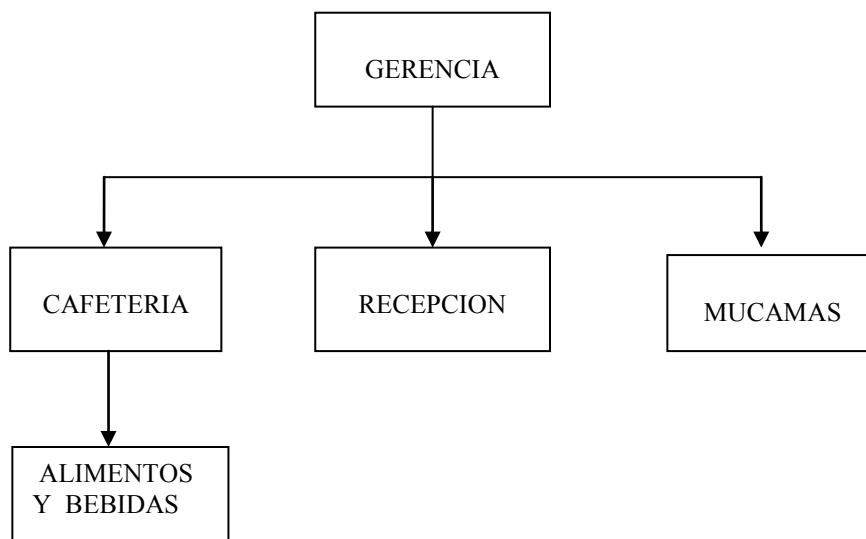 GERENCIA
CAFETERIA
RECEPCION
MUCAMAS
ALIMENTOS
Y BEBIDAS